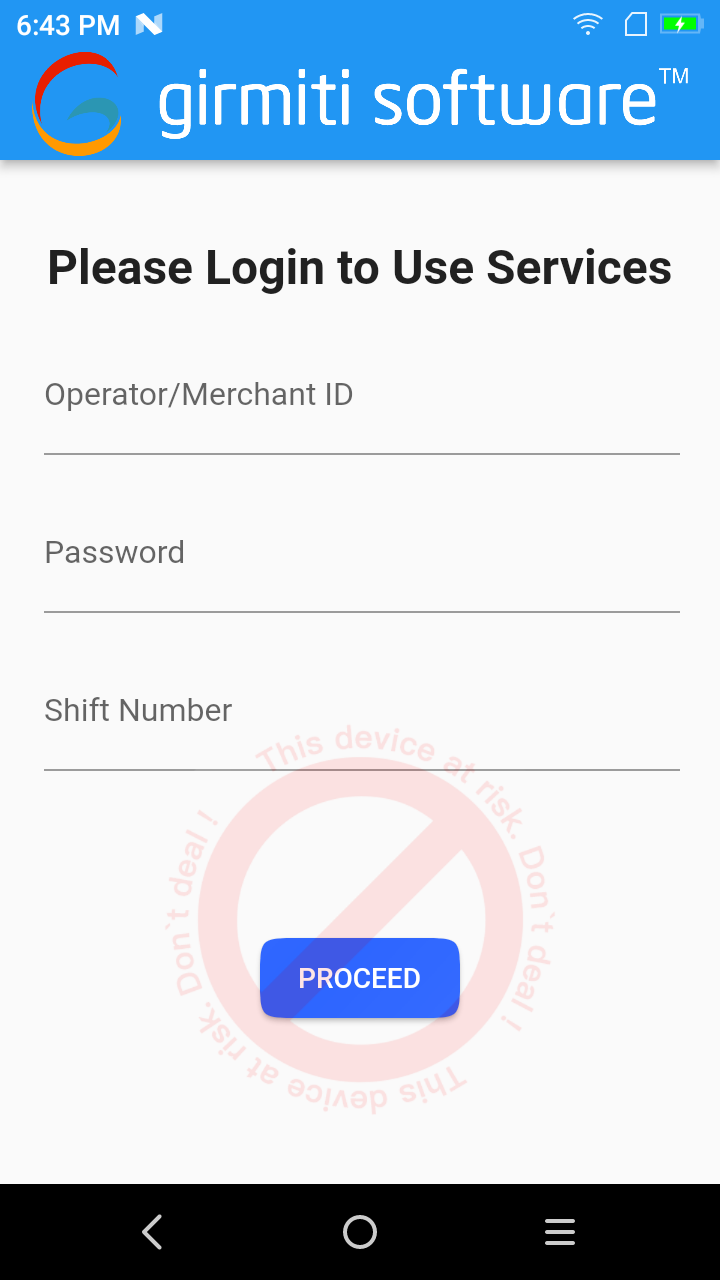 6:43 PM
girmiti software™
Please Login to Use Services
Operator/Merchant ID
Password
Shift Number
This device at risk. Don`t deal !
This device at risk. Don`t deal !
PROCEED